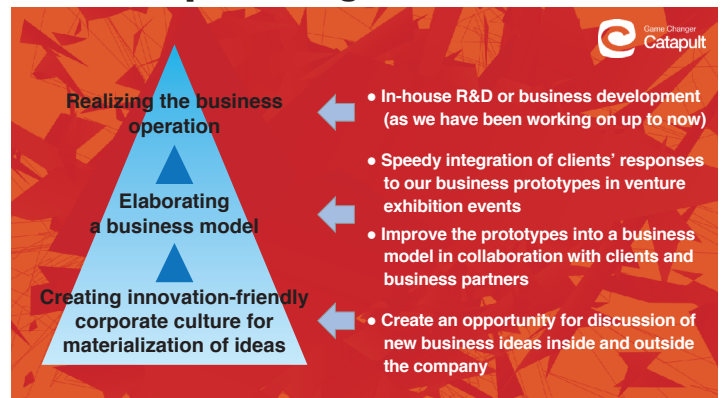 Game Changer
Catapult
Realizing the business
operation
● In-house R&D or business development
(as we have been working on up to now)
Elaborating
a business model
● Speedy integration of clients' responses
to our business prototypes in venture
exhibition events
● Improve the prototypes into a business
model in collaboration with clients and
business partners
Creating innovation-friendly
corporate culture for
materialization of ideas
● Create an opportunity for discussion of
new business ideas inside and outside
the company